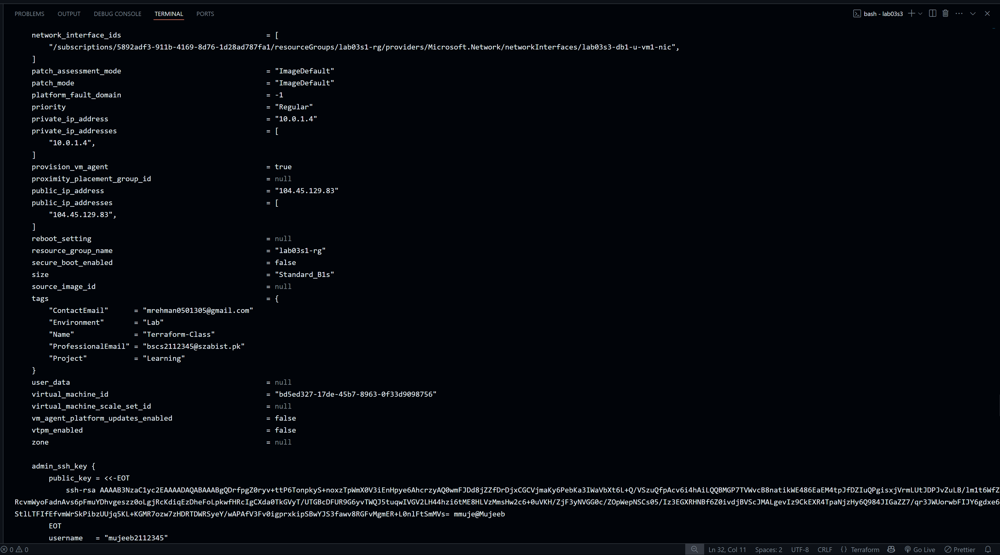 PROBLEMS OUTPUT DEBUG CONSOLE TERMINAL PORTS bash - lab03s3
network_interface_ids = [
"/subscriptions/5892adf3-911b-4169-8d76-1d28ad787fa1/resourceGroups/lab03s1-rg/providers/Microsoft.Network/networkInterfaces/lab03s3-db1-u-vm1-nic",
]
patch_assessment_mode = "ImageDefault"
patch_mode = "ImageDefault"
platform_fault_domain = -1
priority = "Regular"
private_ip_address = "10.0.1.4"
private_ip_addresses = [
"10.0.1.4",
]
provision_vm_agent = true
proximity_placement_group_id = null
public_ip_address = "104.45.129.83"
public_ip_addresses = [
"104.45.129.83",
]
reboot_setting = null
resource_group_name = "lab03s1-rg"
secure_boot_enabled = false
size = "Standard_B1s"
source_image_id = null
tags = {
"ContactEmail" = "mrehman0501305@gmail.com"
"Environment" = "Lab"
"Name" = "Terraform-Class"
"ProfessionalEmail" = "bscs2112345@szabist.pk"
"Project" = "Learning"
}
user_data = null
virtual_machine_id = "bd5ed327-17de-45b7-8963-0f33d9098756"
virtual_machine_scale_set_id = null
vm_agent_platform_updates_enabled = false
vtpm_enabled = false
zone = null
admin_ssh_key {
public_key = <<-EOT
ssh-rsa AAAAB3NzaC1yc2EAAAADAQABAAABgQDrfpgZ0ryv+ttP6TonpkyS+noxzTpWmX0V3iEnHpye6AhcrzyAQ0wmFJDd8jZZfDrDjxCGCVjmaKy6PebKa3IWaVbXt6L+Q/VSzuQfpAcv6i4hAiLQQBMGP7TVWvcB8natikWE486EaEM4tpJfDZIuQPgisxjVrmLUtJDPJvZuLB/lm1t6WfZ
RcvmWyoFadnAvs6pFmuYDhvgeszz0oLgjRcKdiqEzDheFoLpkwfHRcIgCXda0TkGVyT/UTGBcDFUR9G6yvTWQJ5tuqwIVGV2LH44hzi6tME8HLVzMmsHw2c6+0uVKH/ZjF3yNVGG0c/ZOpWepNSCs05/Iz3EGXRHNBf6Z0ivdjBVScJMALgevIz9CkEXR4TpaNjzHy6Q984JIGaZZ7/qr3JWUorwbFIJY6gdxe6
StlLTFIfEfvmWrSkPibzUUjq5KL+KGMR7ozw7zHDRTDWRSyeY/wAPAfV3Fv0igprxkipSBwYJS3fawv8RGFvMgmER+L0nlFtSmMVs= mmuje@Mujeeb
EOT
username = "mujeeb2112345"
0 0 Ln 32, Col 11 Spaces: 2 UTF-8 CRLF {} Terraform Go Live Prettier